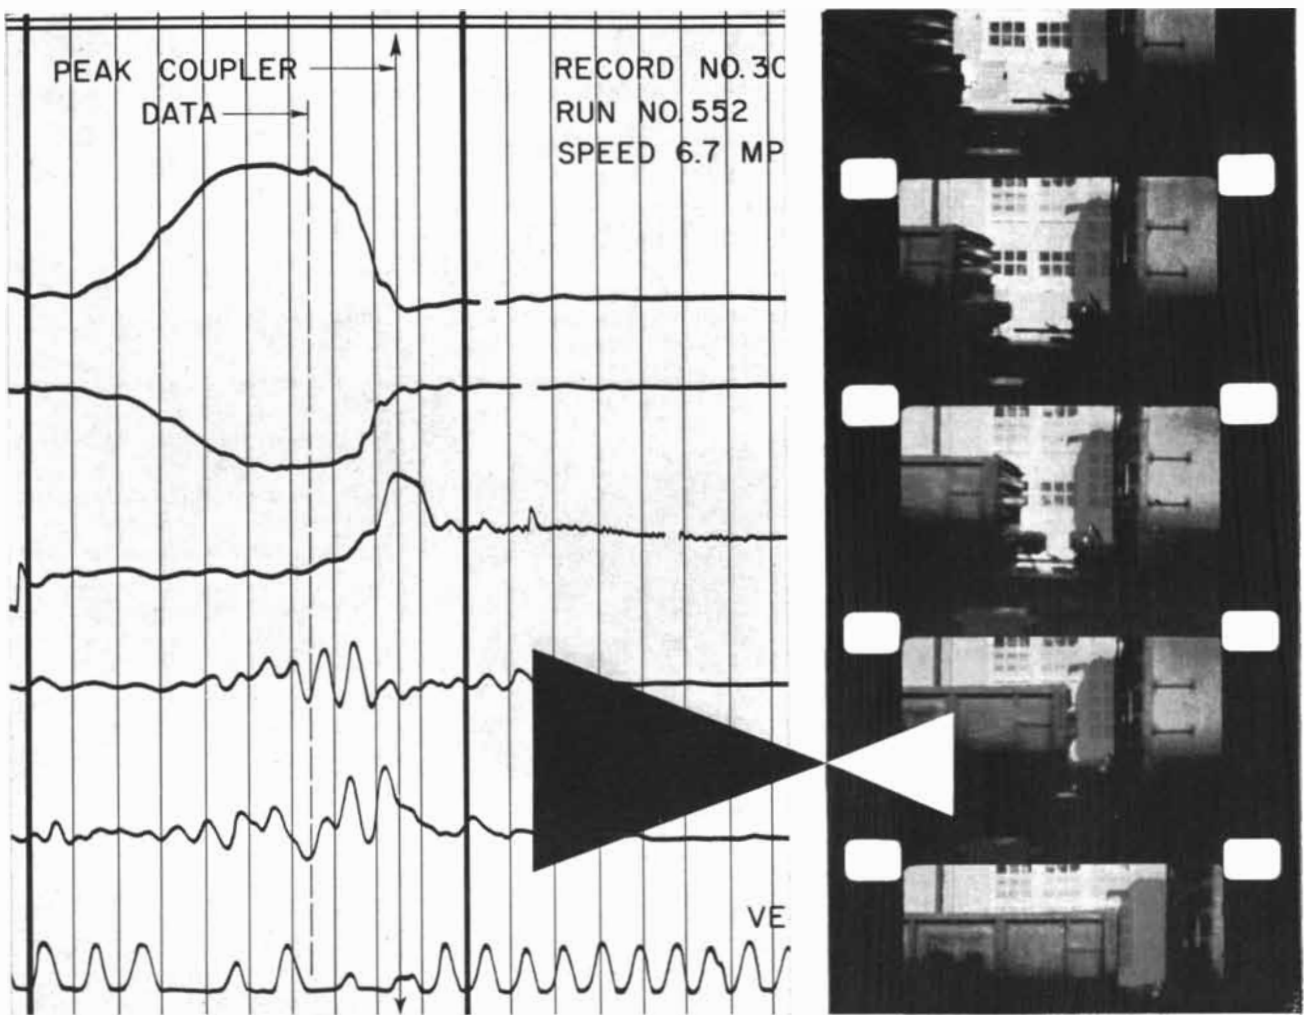 PEAK COUPLER
DATA
RECORD NO. 30
RUN NO. 552
SPEED 6.7 MP
VE